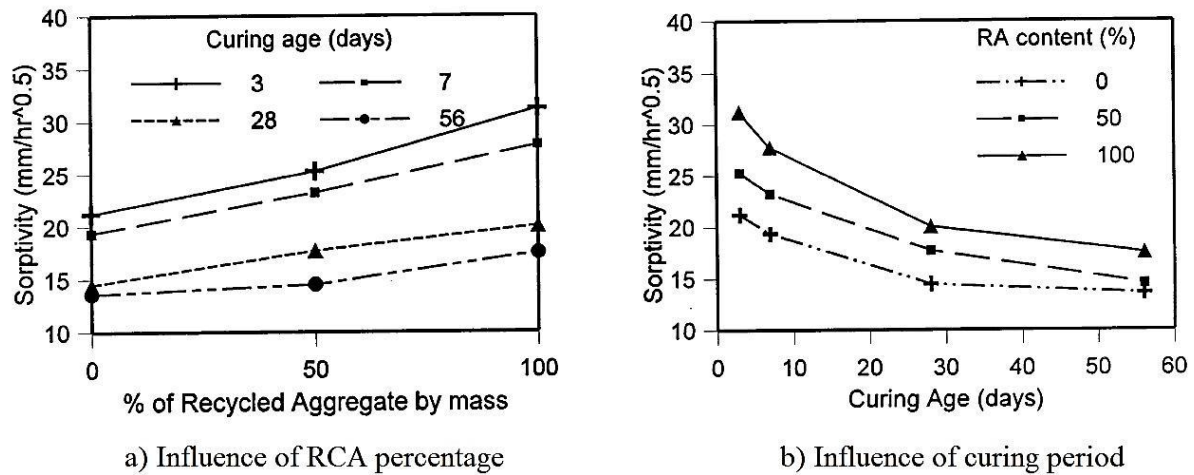 40
35
30
25
20
15
10
Sorptivity (mm/hr^0.5)
Curing age (days)
3 7
28 56
0 50 100
% of Recycled Aggregate by mass
a) Influence of RCA percentage
40
35
30
25
20
15
10
Sorptivity (mm/hr^0.5)
RA content (%)
0
50
100
0 10 20 30 40 50 60
Curing Age (days)
b) Influence of curing period